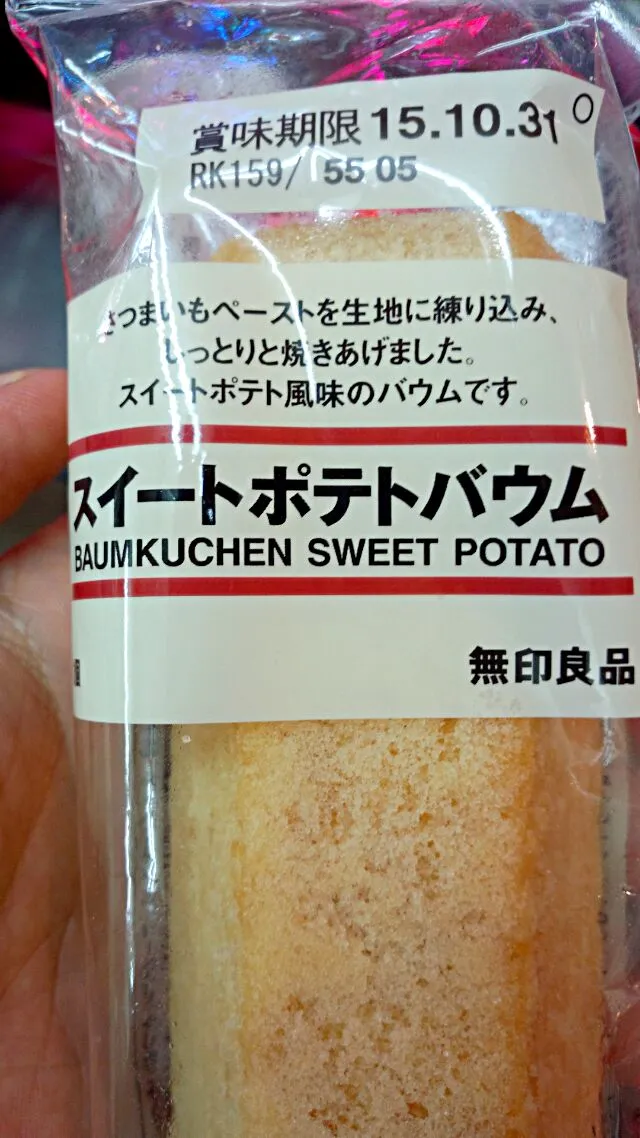 賞味期限 15.10.31
RK159/ 55 05
さつまいもペーストを生地に練り込み、
しっとりと焼きあげました。
スイートポテト風味のバウムです。
スイートポテトバウム
BAUMKUCHEN SWEET POTATO
無印良品